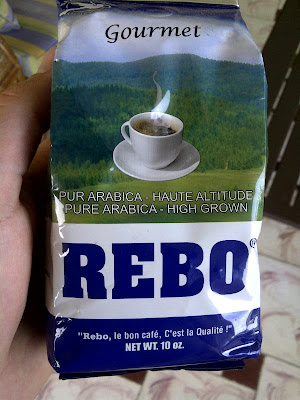 Gourmet
PUR ARABICA - HAUTE ALTITUDE
PURE ARABICA - HIGH GROWN
REBO®
"Rebo, le bon café, C'est la Qualité !"
NET WT. 10 oz.